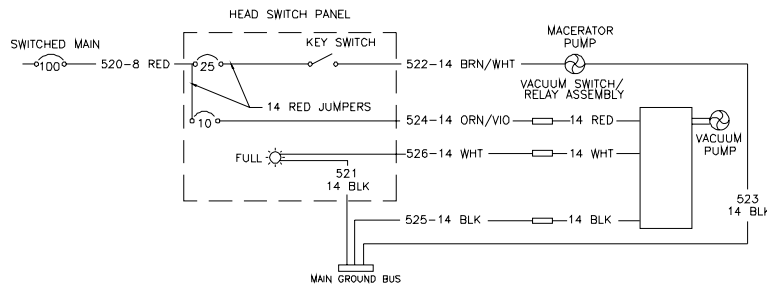 HEAD SWITCH PANEL
SWITCHED MAIN
KEY SWITCH
MACERATOR
PUMP
100
520-8 RED
25
522-14 BRN/WHT
VACUUM SWITCH/
RELAY ASSEMBLY
14 RED JUMPERS
10
524-14 ORN/VIO
14 RED
VACUUM
PUMP
FULL
526-14 WHT
14 WHT
521
14 BLK
523
14 BLK
525-14 BLK
14 BLK
MAIN GROUND BUS